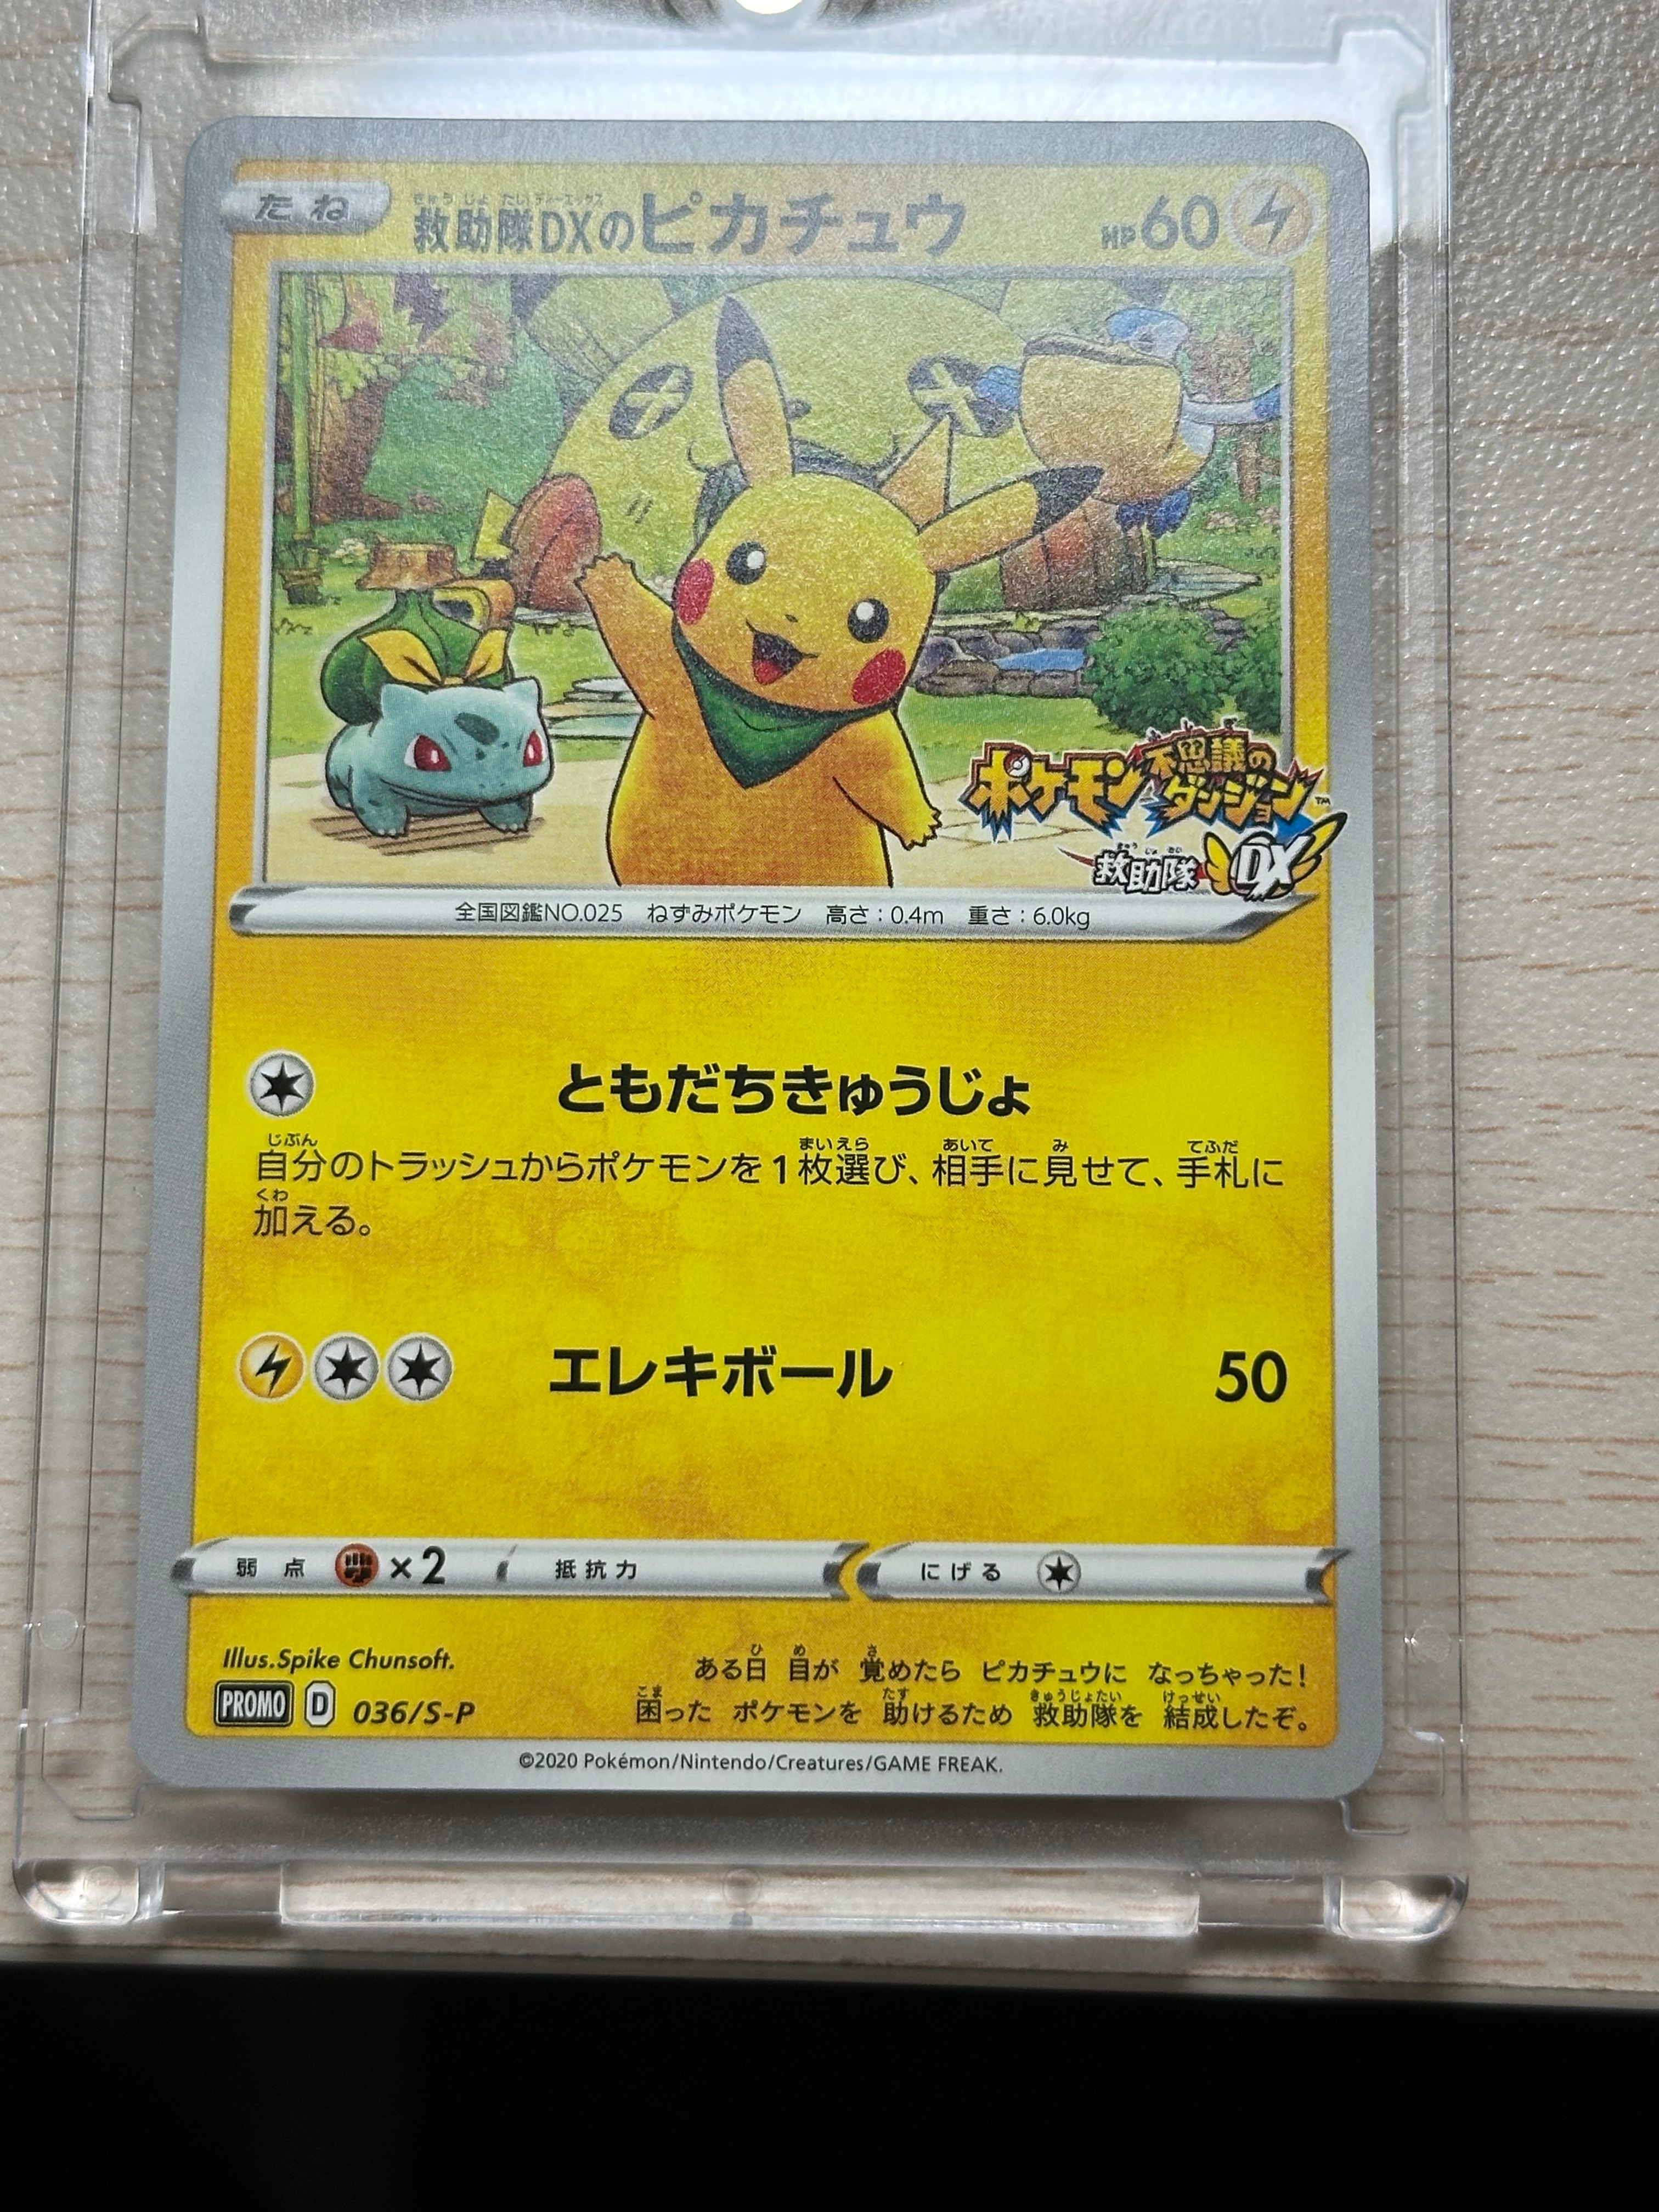 たね
きゅうじょたいディーエックス
救助隊DXのピカチュウ HP60
ポケモン不思議のダンジョン™
きゅうじょたい
救助隊DX
全国図鑑NO.025 ねずみポケモン 高さ:0.4m 重さ:6.0kg
ともだちきゅうじょ
じぶん まいえら あいて み てふだ
自分のトラッシュからポケモンを1枚選び、相手に見せて、手札に
くわ
加える。
エレキボール 50
弱点 ×2 抵抗力 にげる
Illus.Spike Chunsoft.
PROMO D 036/S-P
ひ め さ
ある日 目が 覚めたら ピカチュウに なっちゃった!
こま たす きゅうじょたい けっせい
困った ポケモンを 助けるため 救助隊を 結成したぞ。
©2020 Pokémon/Nintendo/Creatures/GAME FREAK.